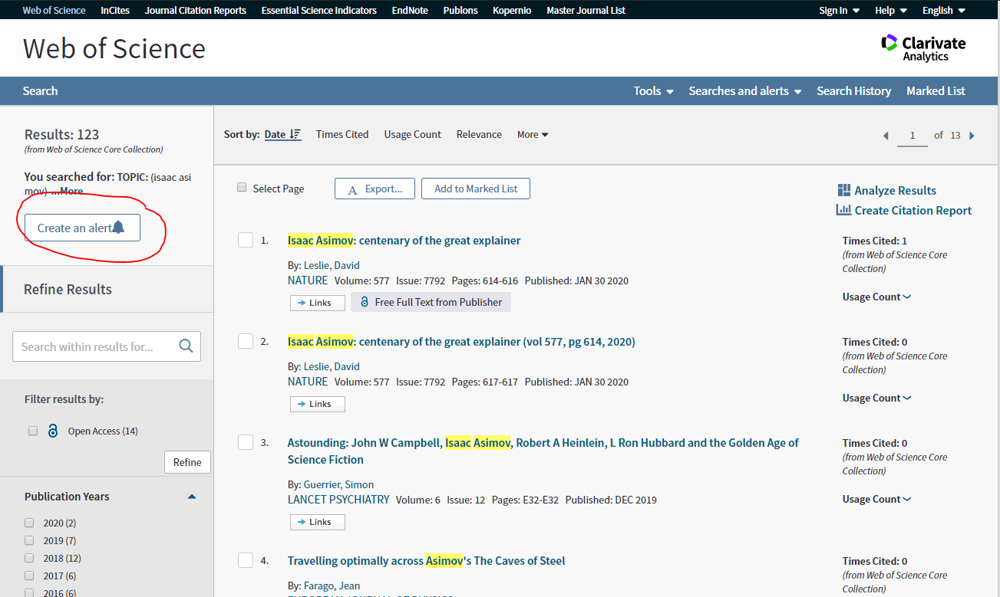 Web of Science InCites Journal Citation Reports Essential Science Indicators EndNote Publons Kopernio Master Journal List Sign In Help English
Web of Science
Clarivate
Analytics
Search Tools Searches and alerts Search History Marked List
Results: 123
(from Web of Science Core Collection)
You searched for: TOPIC: (isaac asi
mov) ...More
Create an alert
Refine Results
Search within results for...
Filter results by:
Open Access (14)
Refine
Publication Years
2020 (2)
2019 (7)
2018 (12)
2017 (6)
2016 (6)
Sort by: Date Times Cited Usage Count Relevance More
1 of 13
Select Page Export... Add to Marked List
Analyze Results
Create Citation Report
1. Isaac Asimov: centenary of the great explainer
By: Leslie, David
NATURE Volume: 577 Issue: 7792 Pages: 614-616 Published: JAN 30 2020
Links Free Full Text from Publisher
Times Cited: 1
(from Web of Science Core
Collection)
Usage Count
2. Isaac Asimov: centenary of the great explainer (vol 577, pg 614, 2020)
By: Leslie, David
NATURE Volume: 577 Issue: 7792 Pages: 617-617 Published: JAN 30 2020
Links
Times Cited: 0
(from Web of Science Core
Collection)
Usage Count
3. Astounding: John W Campbell, Isaac Asimov, Robert A Heinlein, L Ron Hubbard and the Golden Age of
Science Fiction
By: Guerrier, Simon
LANCET PSYCHIATRY Volume: 6 Issue: 12 Pages: E32-E32 Published: DEC 2019
Links
Times Cited: 0
(from Web of Science Core
Collection)
Usage Count
4. Travelling optimally across Asimov's The Caves of Steel
By: Farago, Jean
Times Cited: 0
(from Web of Science Core
Collection)